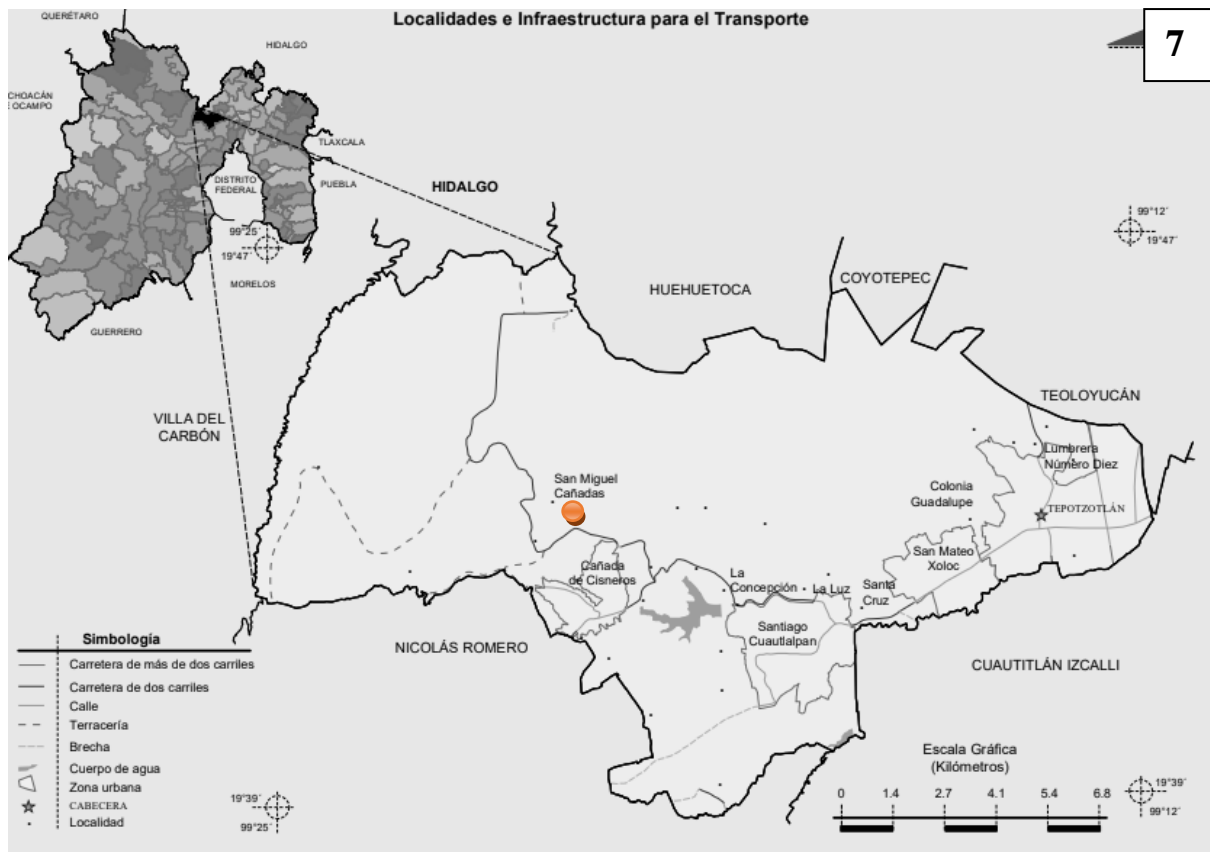 Localidades e Infraestructura para el Transporte
7
QUERÉTARO
HIDALGO
CHOACÁN
OCAMPO
TLAXCALA
DISTRITO
FEDERAL
PUEBLA
99°25´
19°47´
MORELOS
GUERRERO
HIDALGO
99°12´
19°47´
HUEHUETOCA
COYOTEPEC
TEOLOYUCÁN
VILLA DEL
CARBÓN
Lumbrera
Número Diez
San Miguel
Cañadas
Colonia
Guadalupe
TEPOTZOTLÁN
San Mateo
Xoloc
Cañada
de Cisneros
La
Concepción
La Luz
Santa
Cruz
Santiago
Cuautlalpan
NICOLÁS ROMERO
CUAUTITLÁN IZCALLI
Simbología
Carretera de más de dos carriles
Carretera de dos carriles
Calle
Terracería
Brecha
Cuerpo de agua
Zona urbana
CABECERA
Localidad
19°39´
99°25´
Escala Gráfica
(Kilómetros)
0 1.4 2.7 4.1 5.4 6.8
19°39´
99°12´